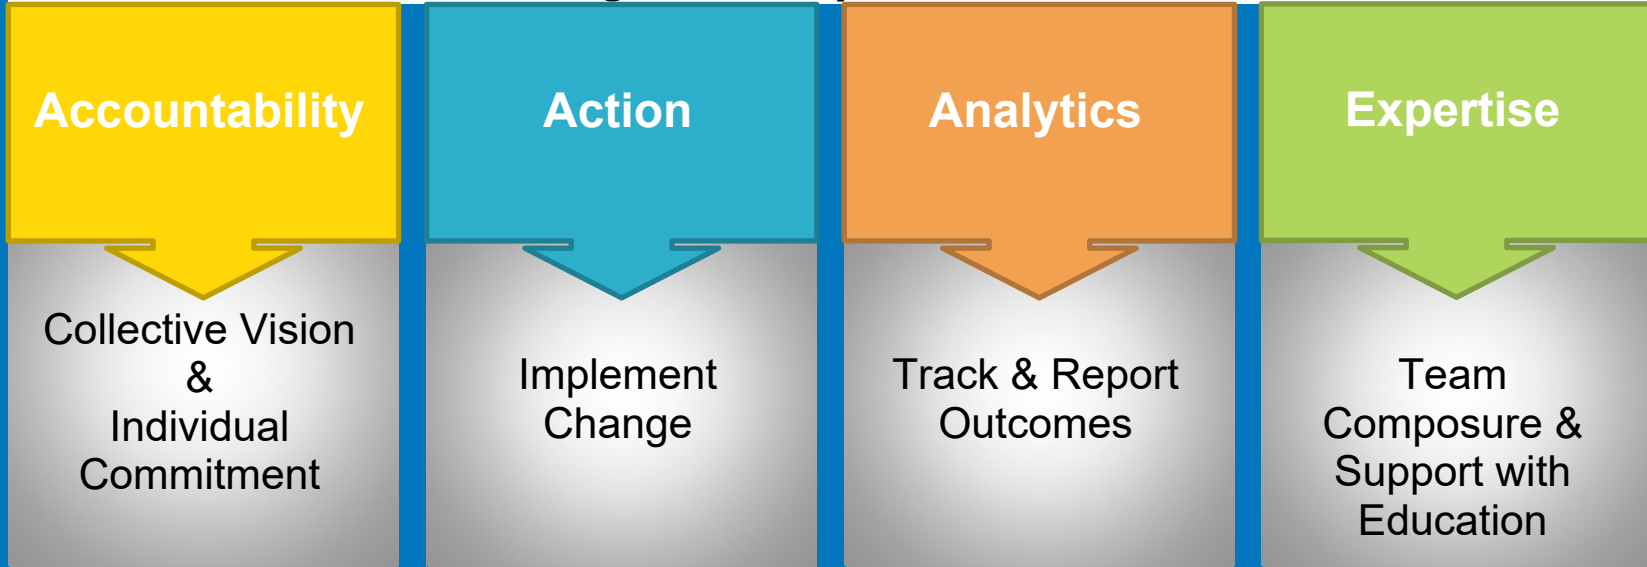 Accountability
Collective Vision
&
Individual
Commitment
Action
Implement
Change
Analytics
Track & Report
Outcomes
Expertise
Team
Composure &
Support with
Education